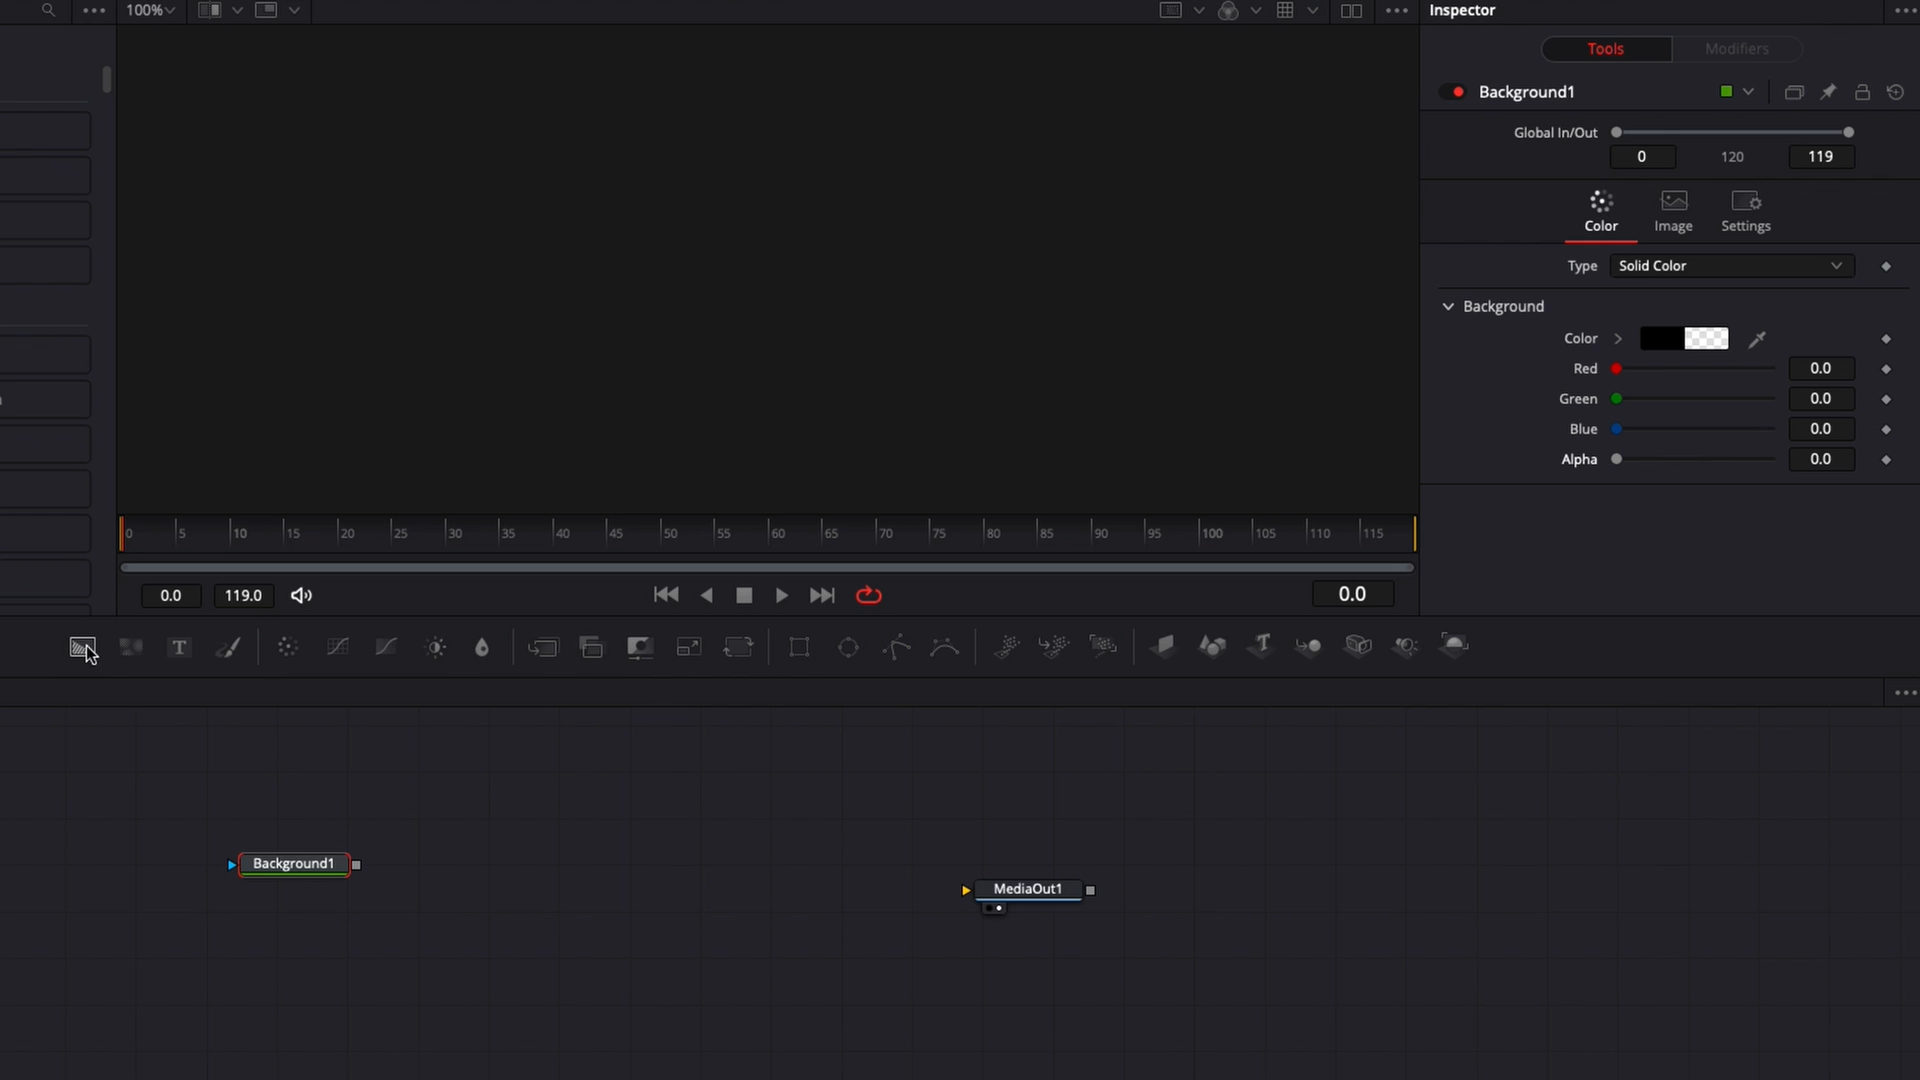 100%
Inspector
Tools
Modifiers
Background1
Global In/Out
0
120
119
Color
Image
Settings
Type
Solid Color
Background
Color
Red
0.0
Green
0.0
Blue
0.0
Alpha
0.0
0 5 10 15 20 25 30 35 40 45 50 55 60 65 70 75 80 85 90 95 100 105 110 115
0.0
119.0
0.0
T
T
Background1
MediaOut1